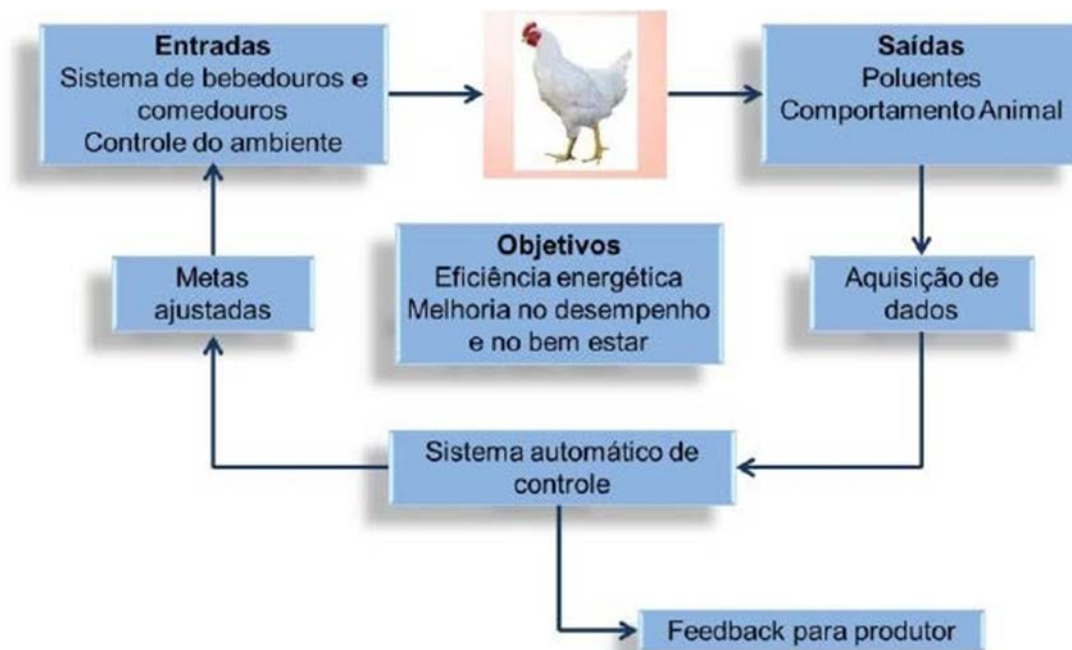 Entradas
Sistema de bebedouros e
comedouros
Controle do ambiente
Saídas
Poluentes
Comportamento Animal
Metas
ajustadas
Objetivos
Eficiência energética
Melhoria no desempenho
e no bem estar
Aquisição de
dados
Sistema automático de
controle
Feedback para produtor